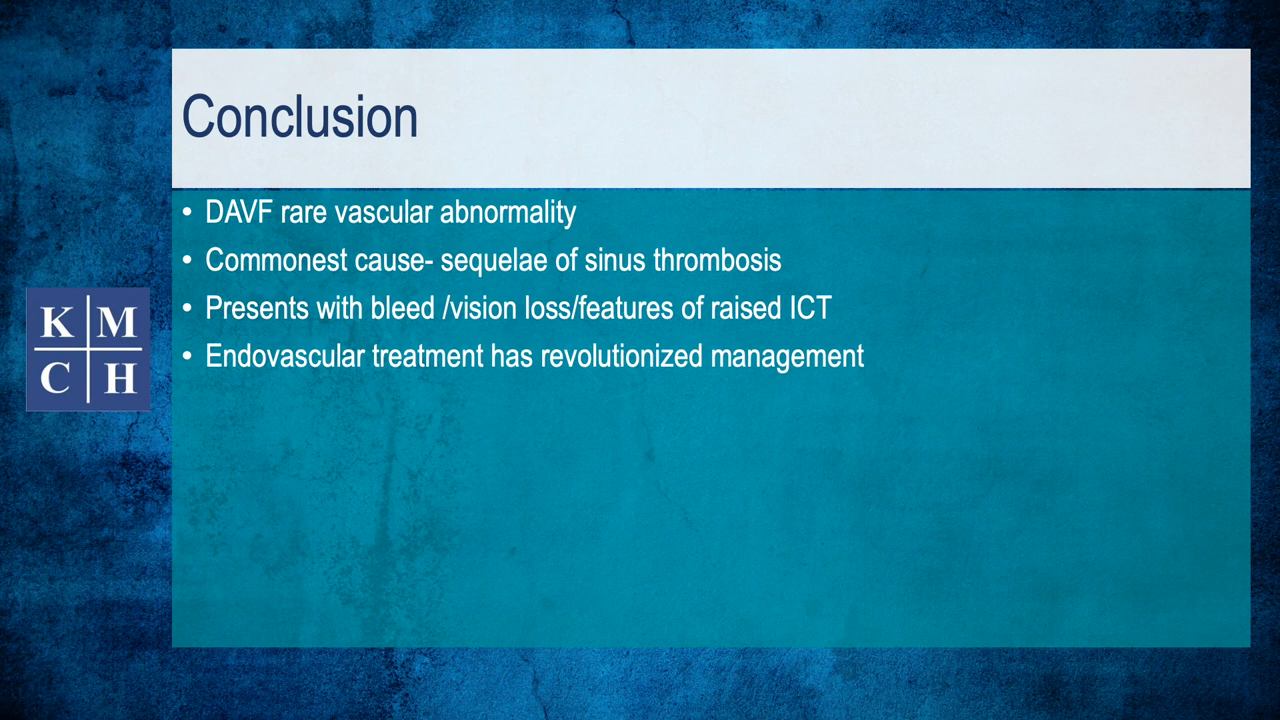 Conclusion
• DAVF rare vascular abnormality
• Commonest cause- sequelae of sinus thrombosis
• Presents with bleed /vision loss/features of raised ICT
• Endovascular treatment has revolutionized management
K M
C H